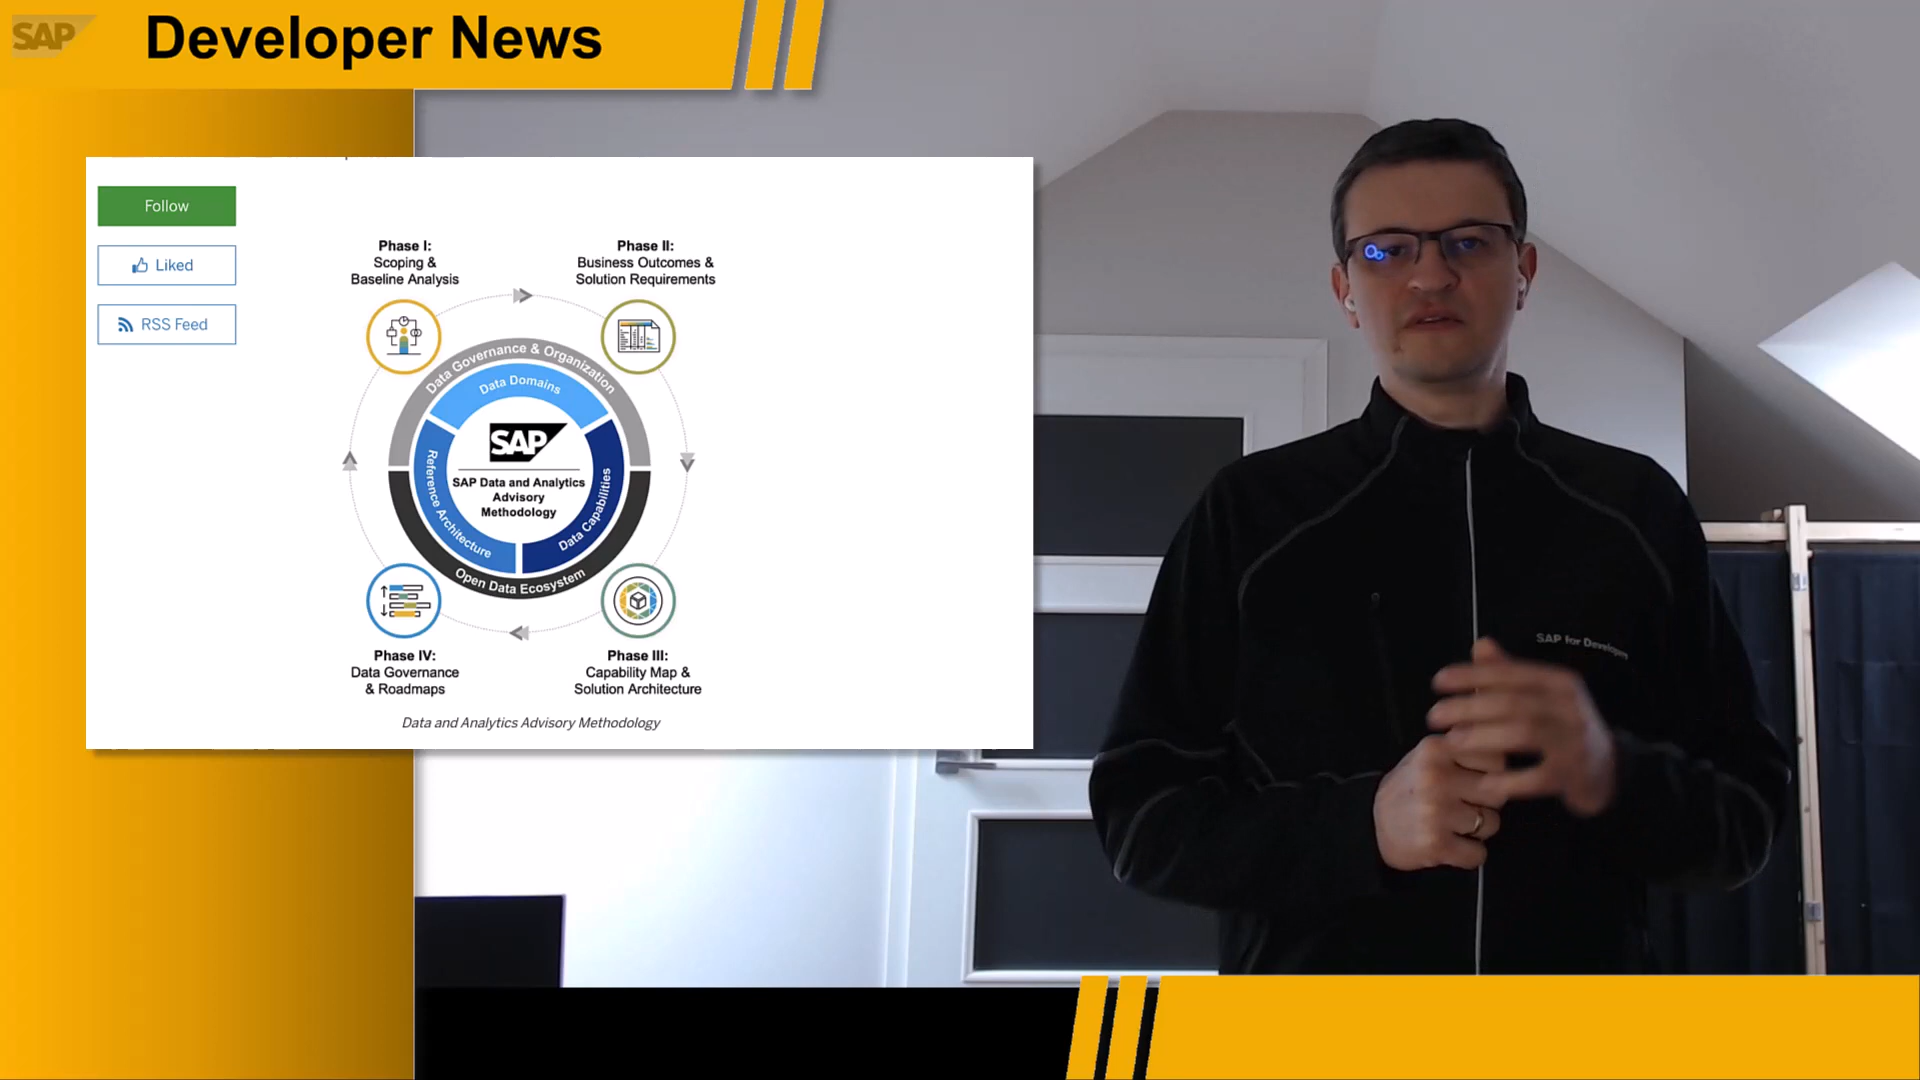 SAP
Developer News
Follow
Liked
RSS Feed
Phase I:
Scoping &
Baseline Analysis
Phase II:
Business Outcomes &
Solution Requirements
Data Governance & Organization
Data Domains
SAP
SAP Data and Analytics
Advisory
Methodology
Reference Architecture
Data Capabilities
Open Data Ecosystem
Phase IV:
Data Governance
& Roadmaps
Phase III:
Capability Map &
Solution Architecture
Data and Analytics Advisory Methodology
SAP for Developers